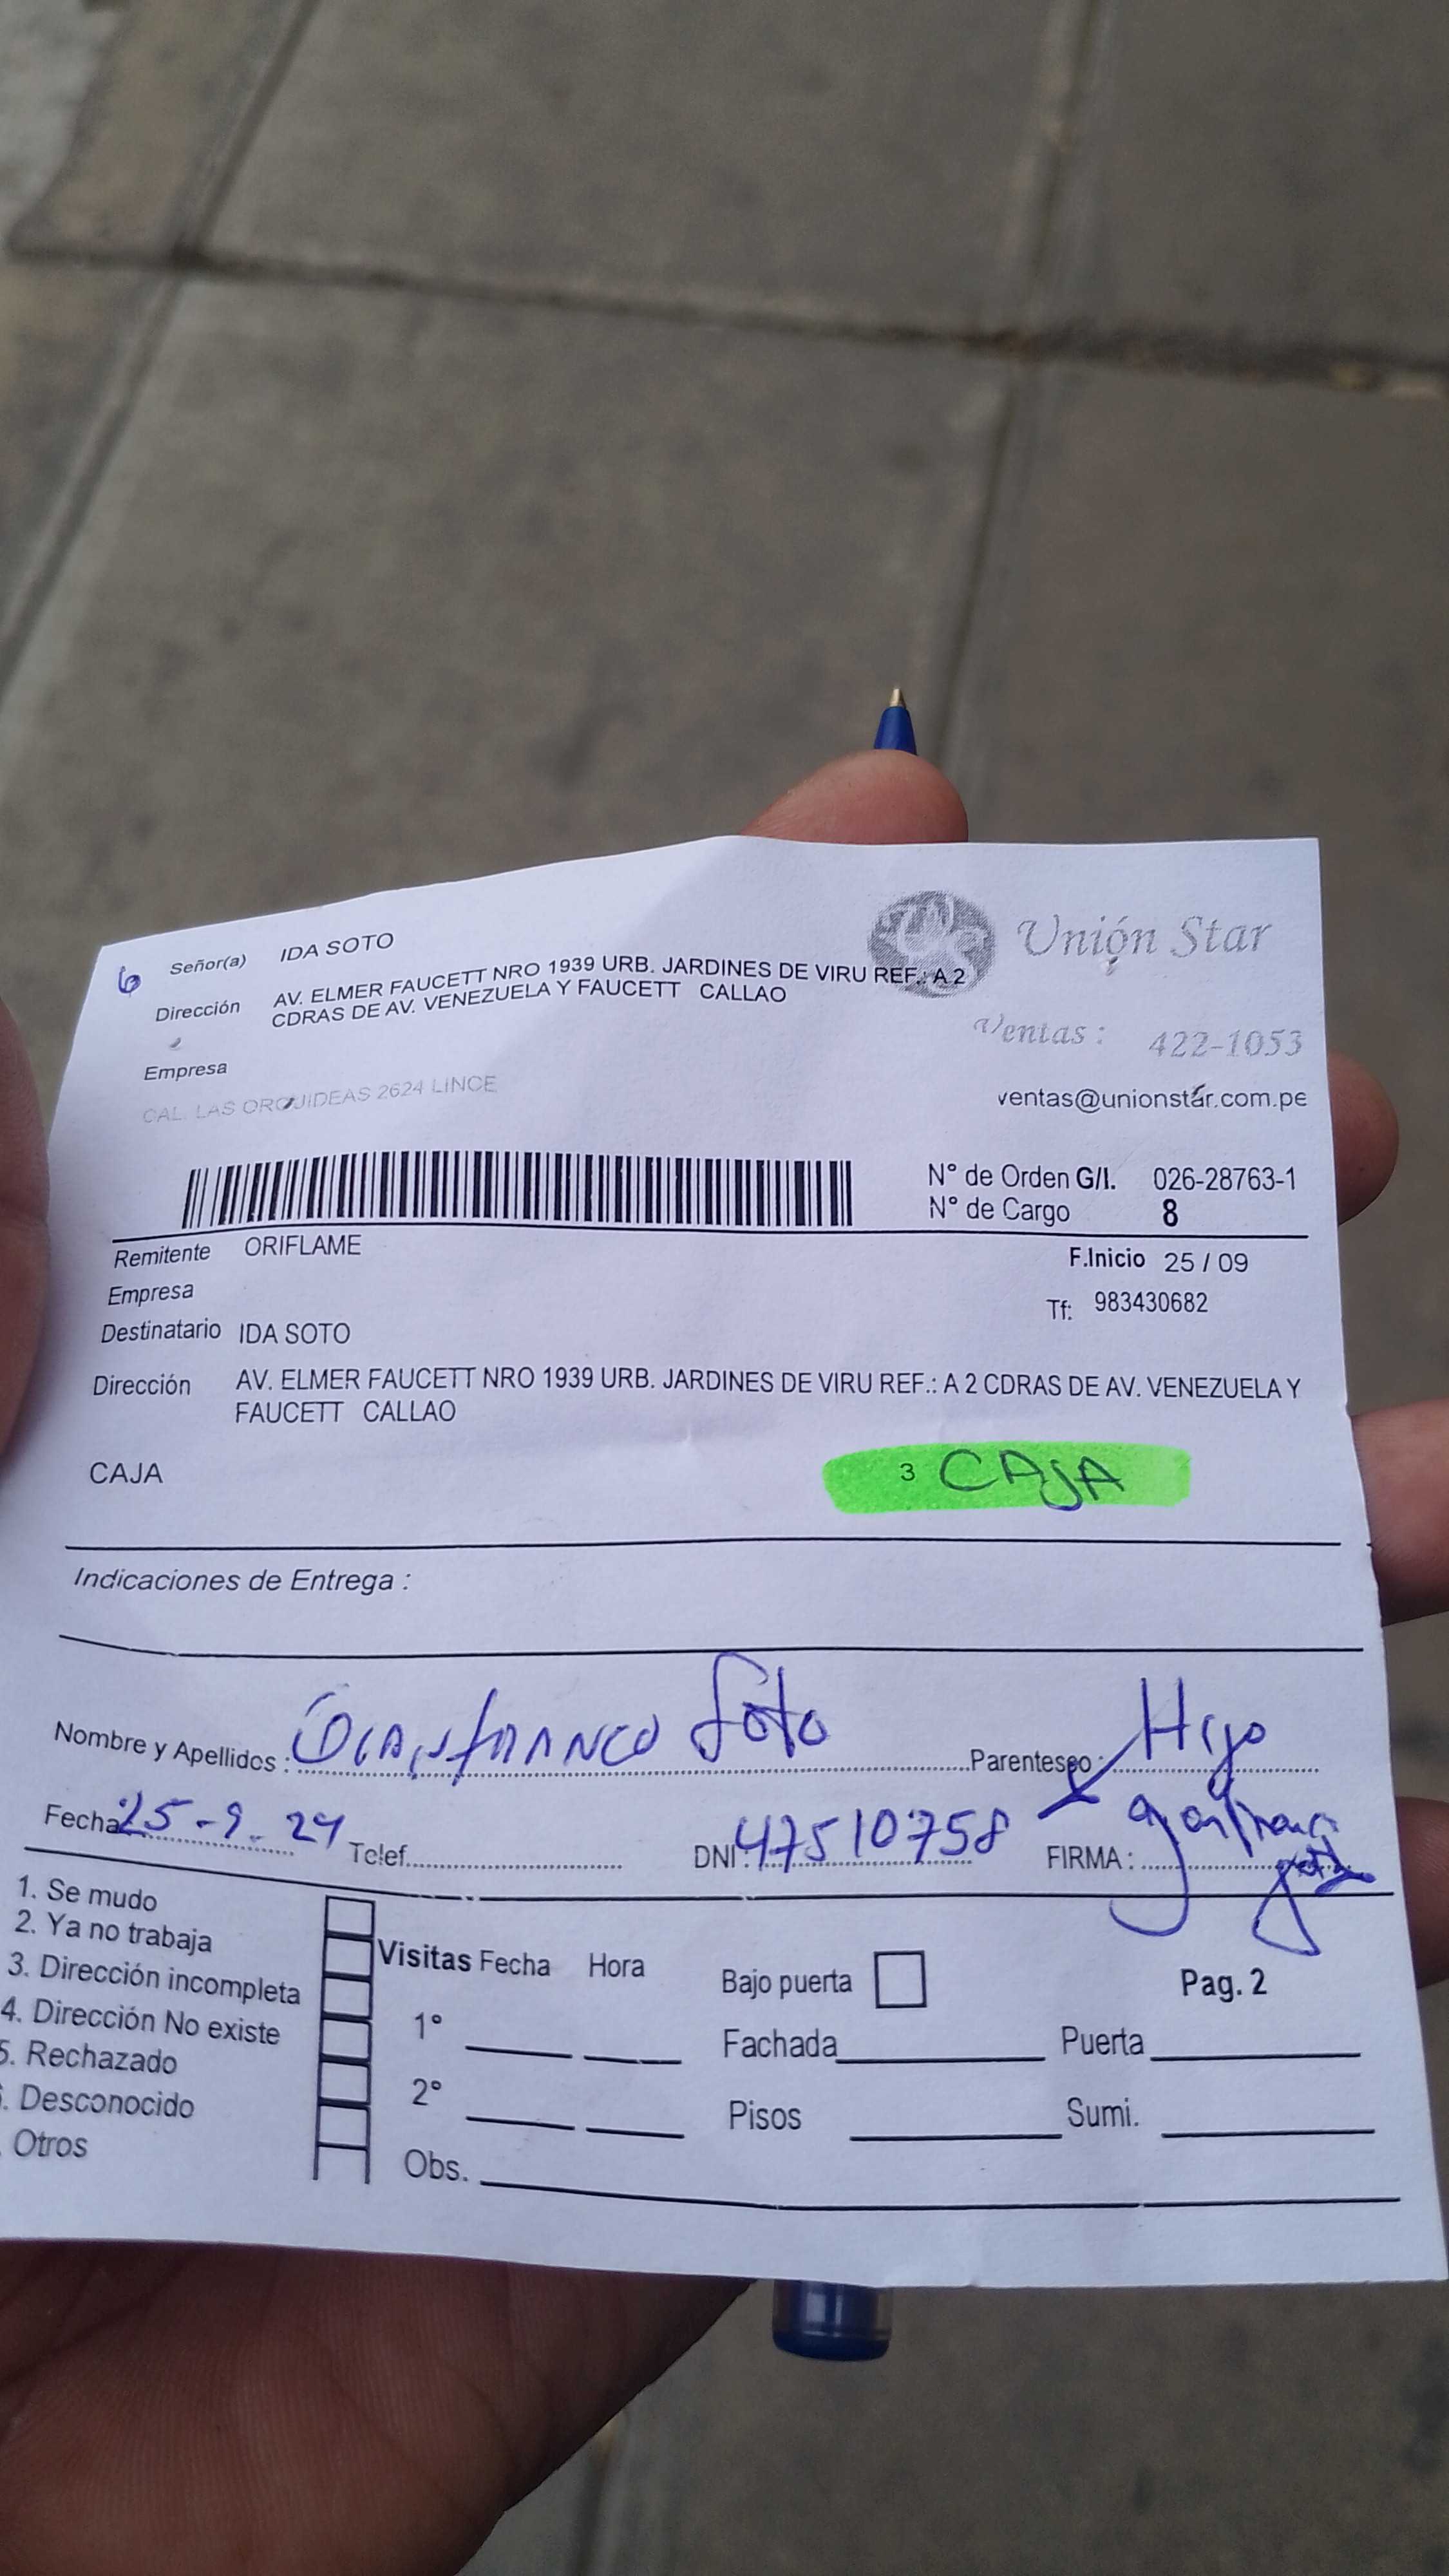 6
Señor(a) IDA SOTO
Unión Star
Dirección AV. ELMER FAUCETT NRO 1939 URB. JARDINES DE VIRU REF.: A 2
CDRAS DE AV. VENEZUELA Y FAUCETT CALLAO
Ventas : 422-1053
Empresa
CAL. LAS ORQUIDEAS 2624 LINCE
ventas@unionstar.com.pe
N° de Orden G/I. 026-28763-1
N° de Cargo 8
Remitente ORIFLAME
F.Inicio 25 / 09
Empresa
Tf: 983430682
Destinatario IDA SOTO
Dirección AV. ELMER FAUCETT NRO 1939 URB. JARDINES DE VIRU REF.: A 2 CDRAS DE AV. VENEZUELA Y
FAUCETT CALLAO
CAJA 3 CAJA
Indicaciones de Entrega :
Nombre y Apellidos : Gianfranco Soto Parentesco : Hijo
Fecha 25-9-24 Telef. DNI : 47510758 FIRMA :
1. Se mudo
2. Ya no trabaja
3. Dirección incompleta
4. Dirección No existe
5. Rechazado
. Desconocido
. Otros
Visitas Fecha Hora
1°
2°
Obs.
Bajo puerta Pag. 2
Fachada Puerta
Pisos Sumi.